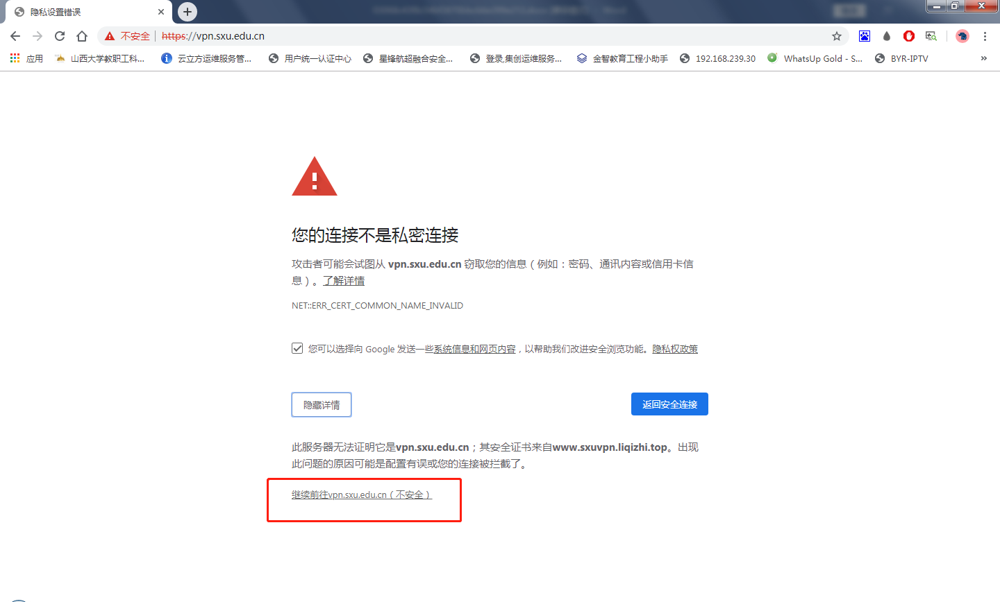 隐私设置错误
不安全 https://vpn.sxu.edu.cn
应用 山西大学教职工科... 云立方运维服务管... 用户统一认证中心 星锋航超融合安全... 登录,集创运维服务... 金智教育工程小助手 192.168.239.30 WhatsUp Gold - S... BYR-IPTV »
您的连接不是私密连接
攻击者可能会试图从 vpn.sxu.edu.cn 窃取您的信息（例如：密码、通讯内容或信用卡信
息）。了解详情
NET::ERR_CERT_COMMON_NAME_INVALID
您可以选择向 Google 发送一些系统信息和网页内容，以帮助我们改进安全浏览功能。隐私权政策
隐藏详情 返回安全连接
此服务器无法证明它是vpn.sxu.edu.cn；其安全证书来自www.sxuvpn.liqizhi.top。出现
此问题的原因可能是配置有误或您的连接被拦截了。
继续前往vpn.sxu.edu.cn（不安全）